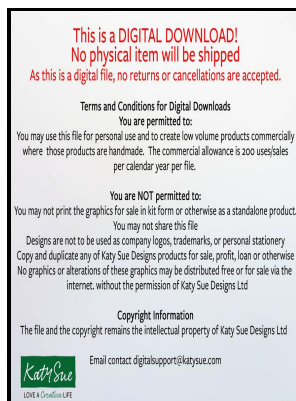 This is a DIGITAL DOWNLOAD!
No physical item will be shipped
As this is a digital file, no returns or cancellations are accepted.
Terms and Conditions for Digital Downloads
You are permitted to:
You may use this file for personal use and to create low volume products commercially
where those products are handmade. The commercial allowance is 200 uses/sales
per calendar year per file.
You are NOT permitted to:
You may not print the graphics for sale in kit form or otherwise as a standalone product.
You may not share this file
Designs are not to be used as company logos, trademarks, or personal stationery
Copy and duplicate any of Katy Sue Designs products for sale, profit, loan or otherwise
No graphics or alterations of these graphics may be distributed free or for sale via the
internet. without the permission of Katy Sue Designs Ltd
Copyright Information
The file and the copyright remains the intellectual property of Katy Sue Designs Ltd
Email contact digitalsupport@katysue.com
Katy Sue
LOVE A Creative LIFE